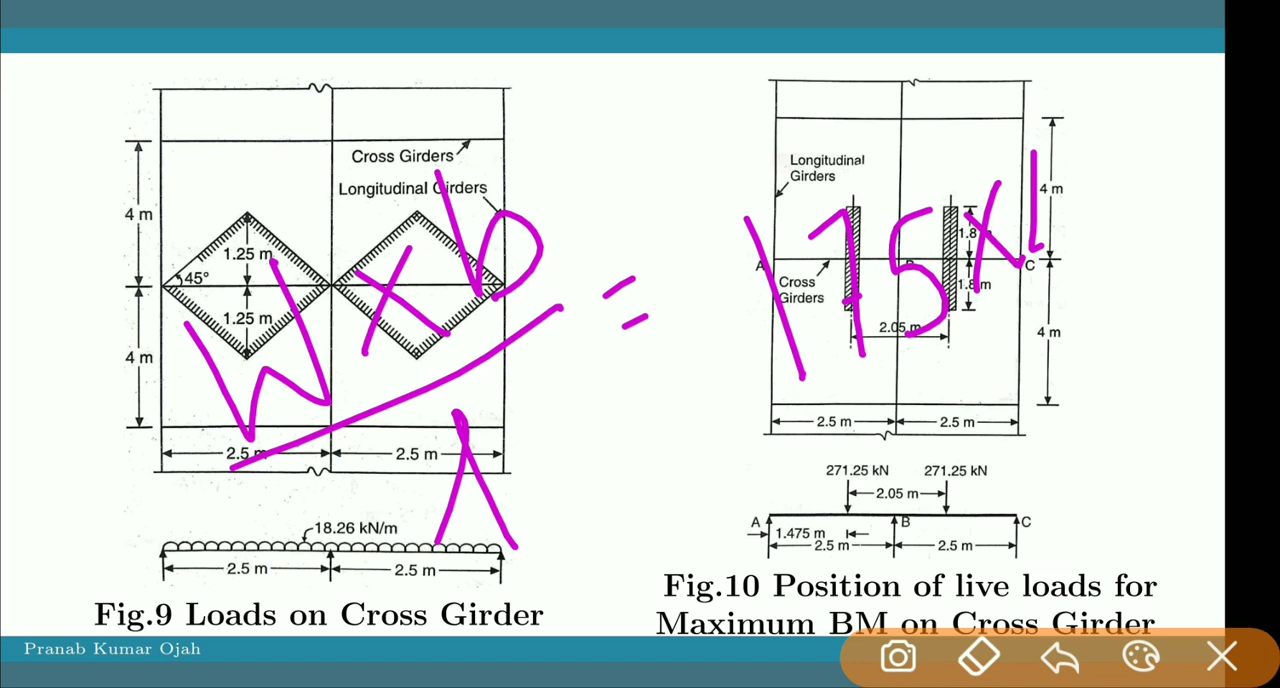 Cross Girders
Longitudinal Girders
4 m
1.25 m
45°
1.25 m
4 m
2.5 m
2.5 m
18.26 kN/m
2.5 m
2.5 m
Fig.9 Loads on Cross Girder
Longitudinal
Girders
4 m
1.8 m
A
B
C
Cross
Girders
1.8 m
2.05 m
4 m
2.5 m
2.5 m
271.25 kN
271.25 kN
2.05 m
A
B
C
1.475 m
2.5 m
2.5 m
Fig.10 Position of live loads for
Maximum BM on Cross Girder
Pranab Kumar Ojah